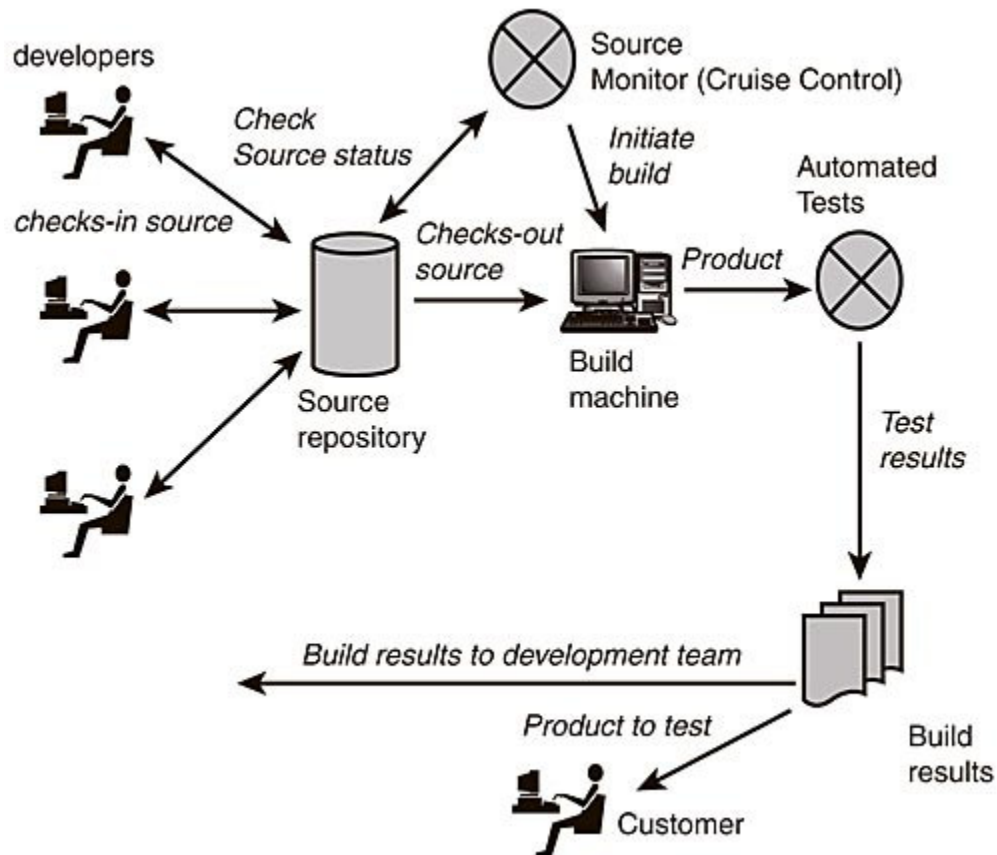 developers
Source
Monitor (Cruise Control)
Check
Source status
Initiate
build
Automated
Tests
checks-in source
Checks-out
source
Product
Build
machine
Source
repository
Test
results
Build results to development team
Product to test
Build
results
Customer